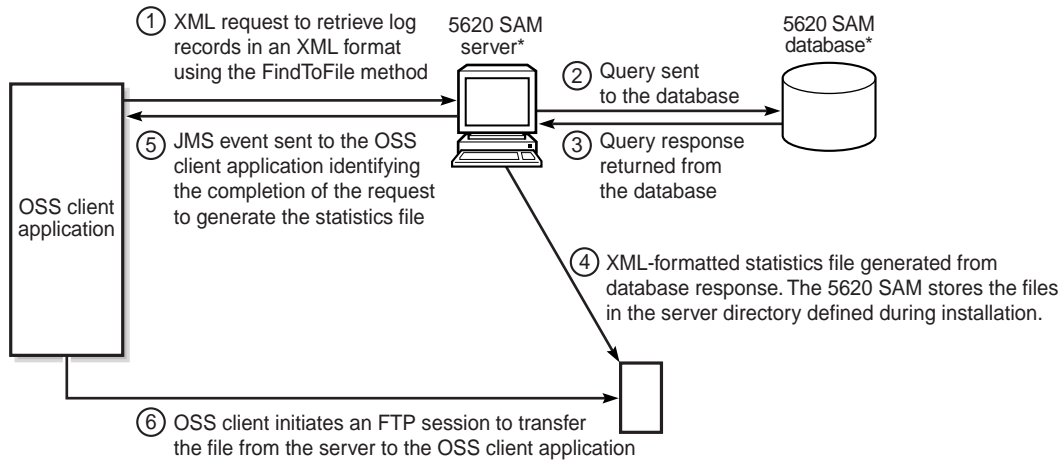 1 XML request to retrieve log
records in an XML format
using the FindToFile method
5620 SAM
server*
5620 SAM
database*
2 Query sent
to the database
3 Query response
returned from
the database
5 JMS event sent to the OSS
client application identifying
the completion of the request
to generate the statistics file
OSS client
application
4 XML-formatted statistics file generated from
database response. The 5620 SAM stores the files
in the server directory defined during installation.
6 OSS client initiates an FTP session to transfer
the file from the server to the OSS client application